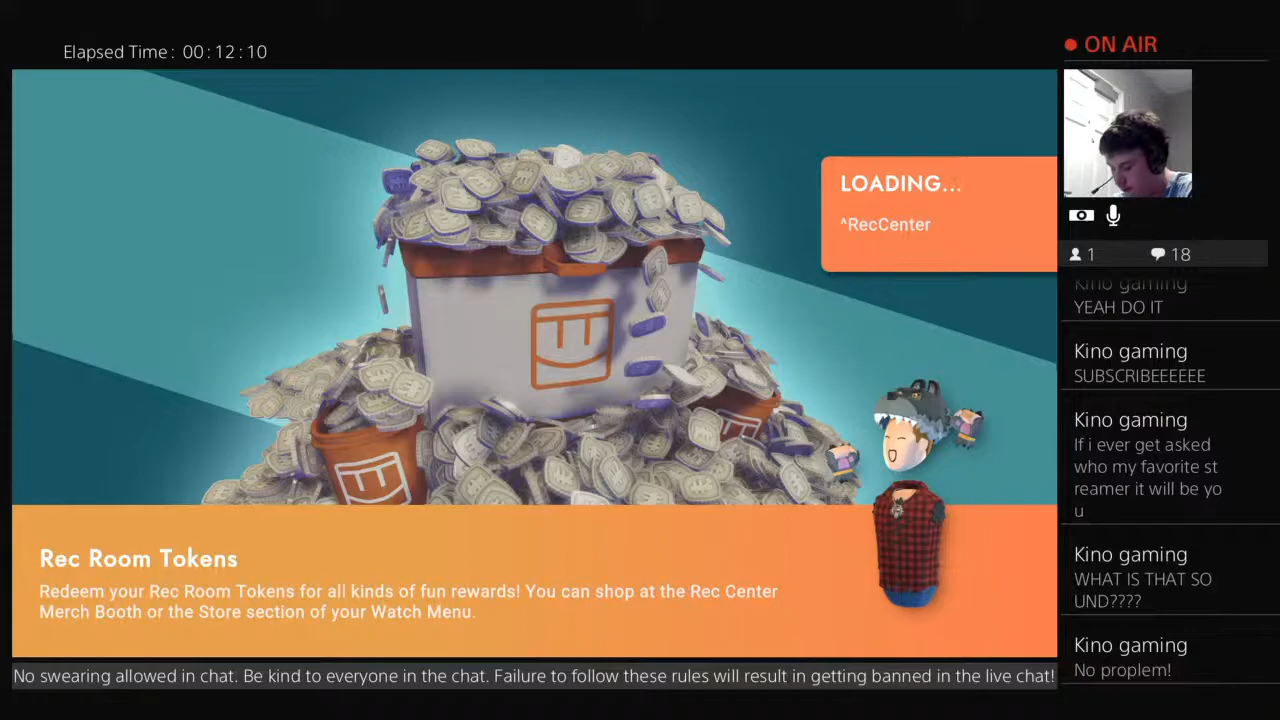 Elapsed Time: 00:12:10
ON AIR
LOADING...
^RecCenter
1 18
Kino gaming
YEAH DO IT
Kino gaming
SUBSCRIBEEEEEE
Kino gaming
If i ever get asked
who my favorite st
reamer it will be yo
u
Kino gaming
WHAT IS THAT SO
UND????
Kino gaming
No proplem!
Rec Room Tokens
Redeem your Rec Room Tokens for all kinds of fun rewards! You can shop at the Rec Center
Merch Booth or the Store section of your Watch Menu.
No swearing allowed in chat. Be kind to everyone in the chat. Failure to follow these rules will result in getting banned in the live chat!